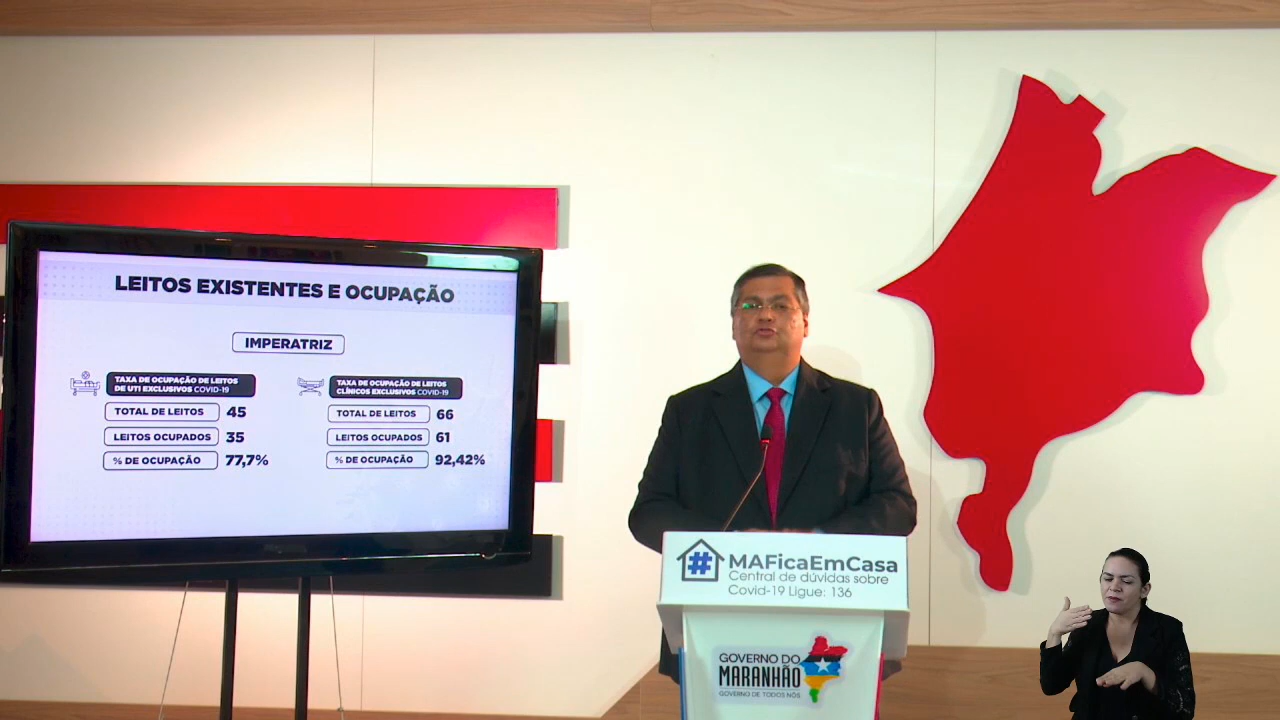 LEITOS EXISTENTES E OCUPAÇÃO
IMPERATRIZ
TAXA DE OCUPAÇÃO DE LEITOS
DE UTI EXCLUSIVOS COVID-19
TOTAL DE LEITOS 45
LEITOS OCUPADOS 35
% DE OCUPAÇÃO 77,7%
TAXA DE OCUPAÇÃO DE LEITOS
CLÍNICOS EXCLUSIVOS COVID-19
TOTAL DE LEITOS 66
LEITOS OCUPADOS 61
% DE OCUPAÇÃO 92,42%
#MAFicaEmCasa
Central de dúvidas sobre
Covid-19 Ligue: 136
GOVERNO DO
MARANHÃO
GOVERNO DE TODOS NÓS